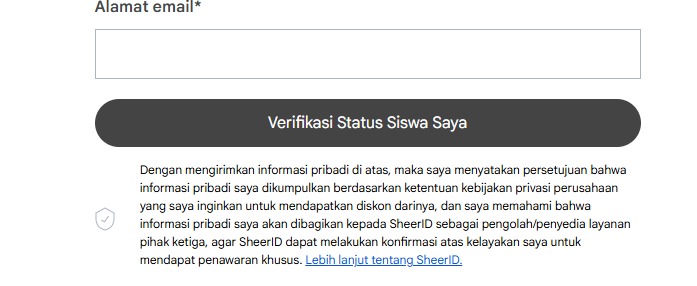 Alamat email*
Verifikasi Status Siswa Saya
Dengan mengirimkan informasi pribadi di atas, maka saya menyatakan persetujuan bahwa
informasi pribadi saya dikumpulkan berdasarkan ketentuan kebijakan privasi perusahaan
yang saya inginkan untuk mendapatkan diskon darinya, dan saya memahami bahwa
informasi pribadi saya akan dibagikan kepada SheerID sebagai pengolah/penyedia layanan
pihak ketiga, agar SheerID dapat melakukan konfirmasi atas kelayakan saya untuk
mendapat penawaran khusus. Lebih lanjut tentang SheerID.